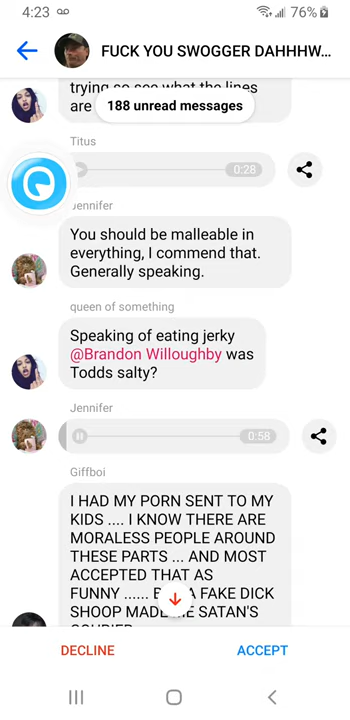 4:23
76%
FUCK YOU SWOGGER DAHHHW...
trying so see what the lines
are
188 unread messages
Titus
0:28
Jennifer
You should be malleable in
everything, I commend that.
Generally speaking.
queen of something
Speaking of eating jerky
@Brandon Willoughby was
Todds salty?
Jennifer
0:58
Giffboi
I HAD MY PORN SENT TO MY
KIDS .... I KNOW THERE ARE
MORALESS PEOPLE AROUND
THESE PARTS ... AND MOST
ACCEPTED THAT AS
FUNNY ...... A FAKE DICK
SHOOP SATAN'S
DECLINE
ACCEPT